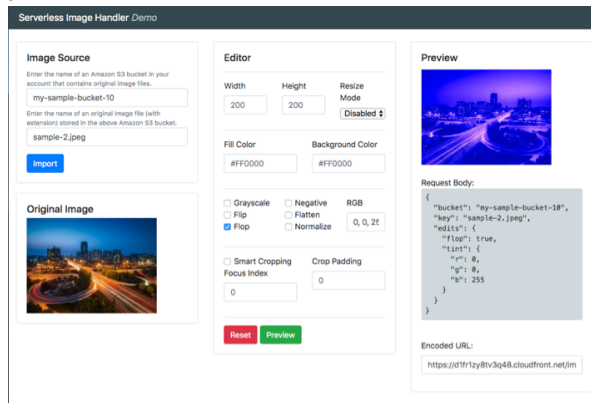 Serverless Image Handler Demo
Image Source
Enter the name of an Amazon S3 bucket in your
account that contains original image files.
my-sample-bucket-10
Enter the name of an original image file (with
extension) stored in the above Amazon S3 bucket.
sample-2.jpeg
Import
Original Image
Editor
Width Height Resize
Mode
200 200 Disabled
Fill Color Background Color
#FF0000 #FF0000
Grayscale Negative RGB
Flip Flatten
Flop Normalize
0, 0, 25
Smart Cropping Crop Padding
Focus Index
0 0
Reset Preview
Preview
Request Body:
{
"bucket": "my-sample-bucket-10",
"key": "sample-2.jpeg",
"edits": {
"flop": true,
"tint": {
"r": 0,
"g": 0,
"b": 255
}
}
}
Encoded URL:
https://d1fr1zy8tv3q48.cloudfront.net/im